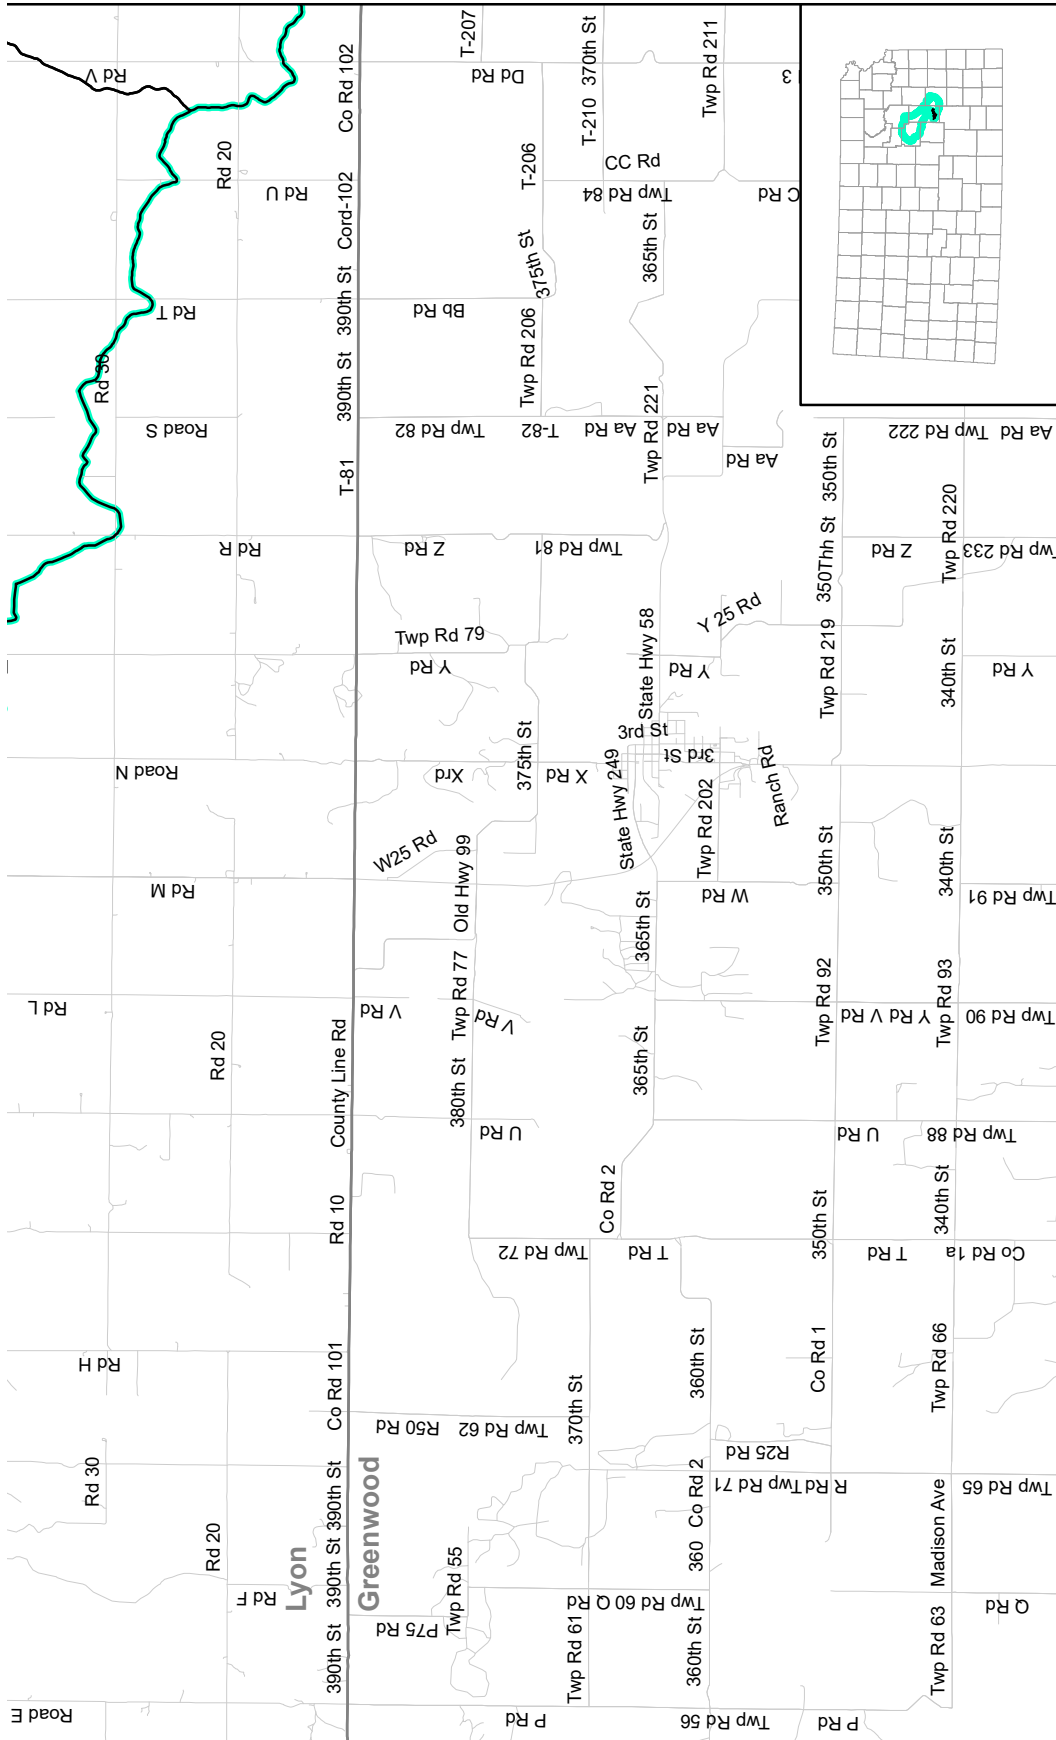 T-207
370th St
Twp Rd 211
Rd V
Co Rd 102
Dd Rd
T-210
3
Rd 20
T-206
CC Rd
Rd U
Cord-102
Twp Rd 84
C Rd
375th St
365th St
Rd T
390th St
Bb Rd
Rd 30
390th St
Twp Rd 206
Road S
Twp Rd 82
T-82
Aa Rd
Twp Rd 221
Aa Rd
350th St
Twp Rd 222
Aa Rd
Aa Rd
T-81
Twp Rd 220
Rd R
Z Rd
Twp Rd 81
350Thh St
Z Rd
Twp Rd 233
Twp Rd 79
State Hwy 58
Y 25 Rd
Twp Rd 219
340th St
Y Rd
Y Rd
Y Rd
3rd St
3rd St
Road N
Xrd
375th St
X Rd
State Hwy 249
Twp Rd 202
Ranch Rd
W25 Rd
Old Hwy 99
350th St
340th St
Rd M
365th St
W Rd
Twp Rd 91
Rd L
V Rd
Twp Rd 77
V Rd
Twp Rd 92
Y Rd V Rd
Twp Rd 93
Twp Rd 90
Rd 20
County Line Rd
380th St
365th St
U Rd
U Rd
Twp Rd 88
Rd 10
Co Rd 2
350th St
340th St
Twp Rd 72
T Rd
T Rd
Co Rd 1a
Rd H
Co Rd 101
360th St
Co Rd 1
Twp Rd 66
R50 Rd
Twp Rd 62
370th St
R25 Rd
Rd 30
390th St
Co Rd 2
Twp Rd 71
R Rd
Twp Rd 65
Rd 20
Lyon
390th St
Greenwood
360
Madison Ave
Rd F
Twp Rd 55
Q Rd
Twp Rd 60
Q Rd
390th St
P75 Rd
Twp Rd 61
360th St
Twp Rd 63
Road E
P Rd
Twp Rd 56
P Rd